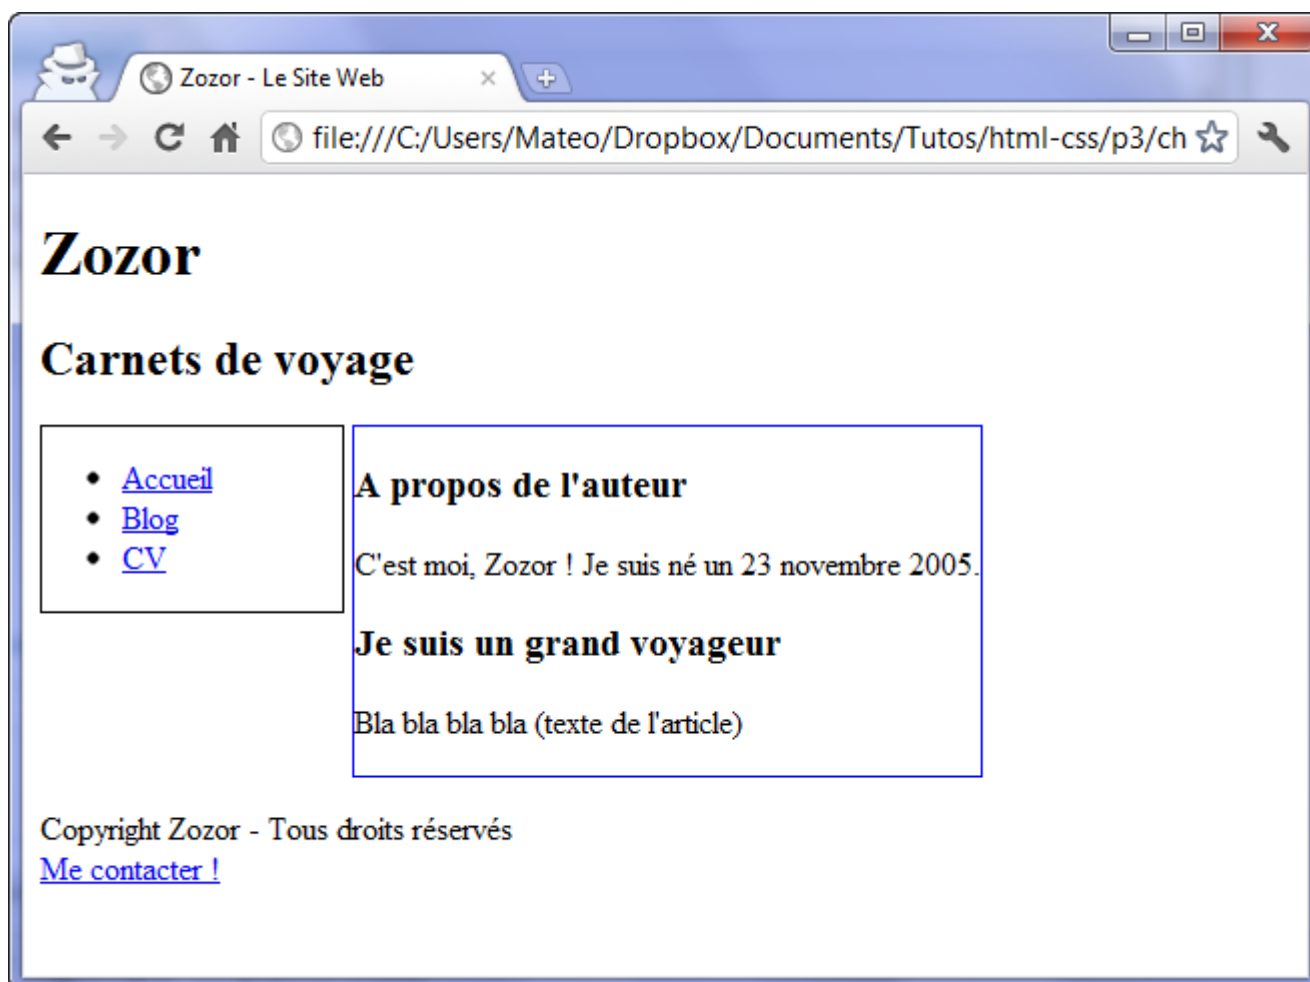 Zozor - Le Site Web
file:///C:/Users/Mateo/Dropbox/Documents/Tutos/html-css/p3/ch
Zozor
Carnets de voyage
Accueil
Blog
CV
A propos de l'auteur
C'est moi, Zozor ! Je suis né un 23 novembre 2005.
Je suis un grand voyageur
Bla bla bla bla (texte de l'article)
Copyright Zozor - Tous droits réservés
Me contacter !